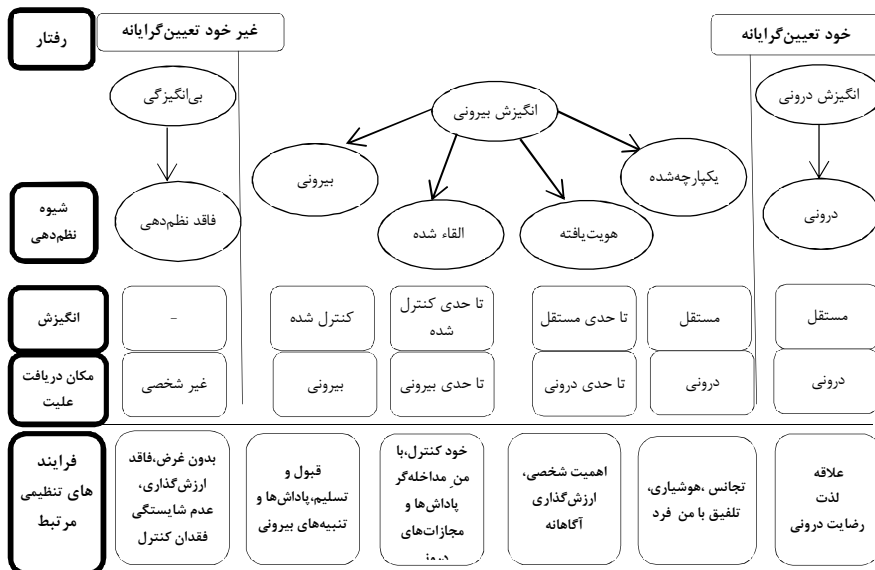 رفتار
خود تعیین‌گرایانه
غیر خود تعیین‌گرایانه
انگیزش درونی
انگیزش بیرونی
بی‌انگیزگی
شیوه
نظم‌دهی
درونی
یکپارچه‌شده
هویت‌یافته
القاء شده
بیرونی
فاقد نظم‌دهی
انگیزش
مستقل
مستقل
تا حدی مستقل
تا حدی کنترل
شده
کنترل شده
-
مکان دریافت
علیت
درونی
درونی
تا حدی درونی
تا حدی بیرونی
بیرونی
غیر شخصی
فرایند
های تنظیمی
مرتبط
علاقه
لذت
رضایت درونی
تجانس ،هوشیاری،
تلفیق با من فرد
اهمیت شخصی،
ارزش‌گذاری
آگاهانه
خود کنترل،با
منِ مداخله‌گر
پاداش‌ها و
مجازات‌های
قبول و
تسلیم،پاداش‌ها و
تنبیه‌های بیرونی
بدون غرض،فاقد
ارزش‌گذاری،
عدم شایستگی
فقدان کنترل